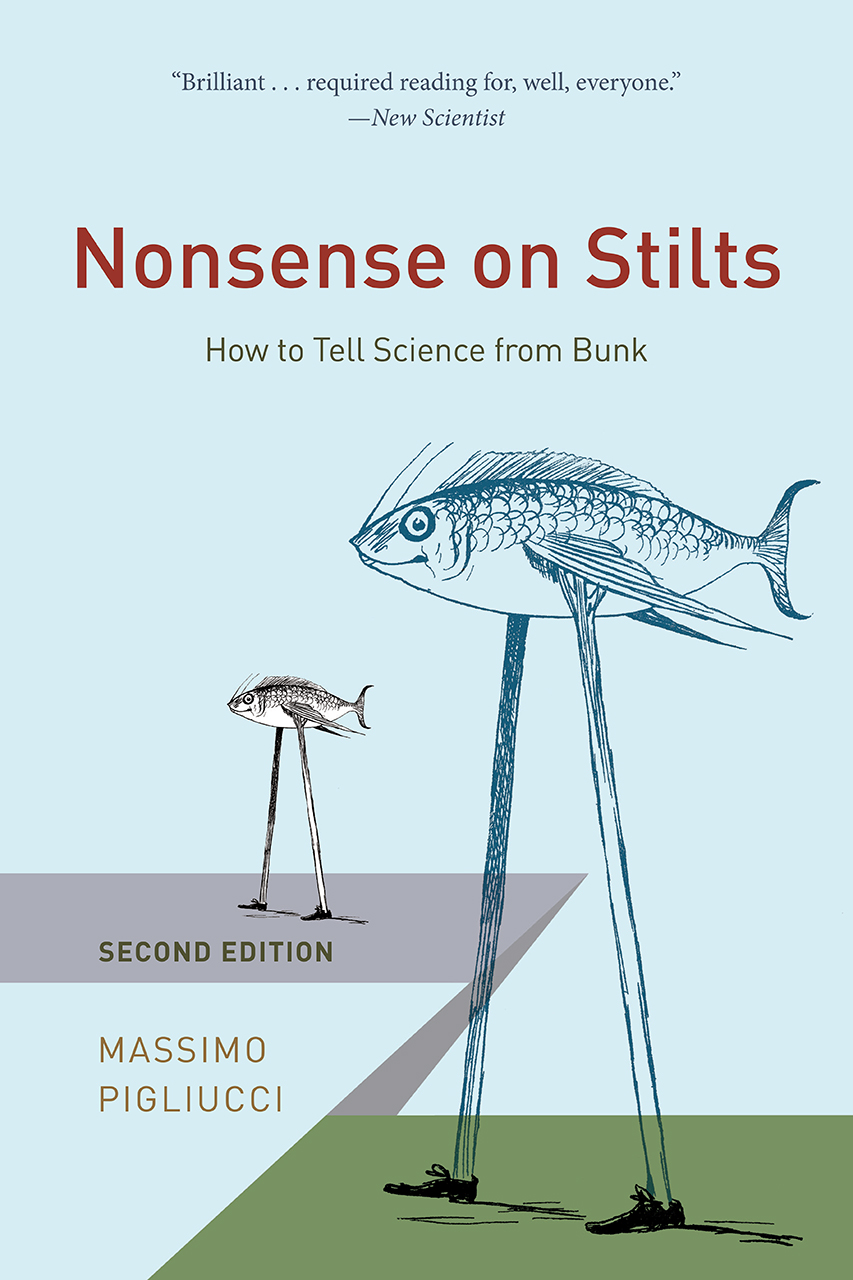 “Brilliant . . . required reading for, well, everyone.”
—New Scientist
Nonsense on Stilts
How to Tell Science from Bunk
SECOND EDITION
MASSIMO
PIGLIUCCI